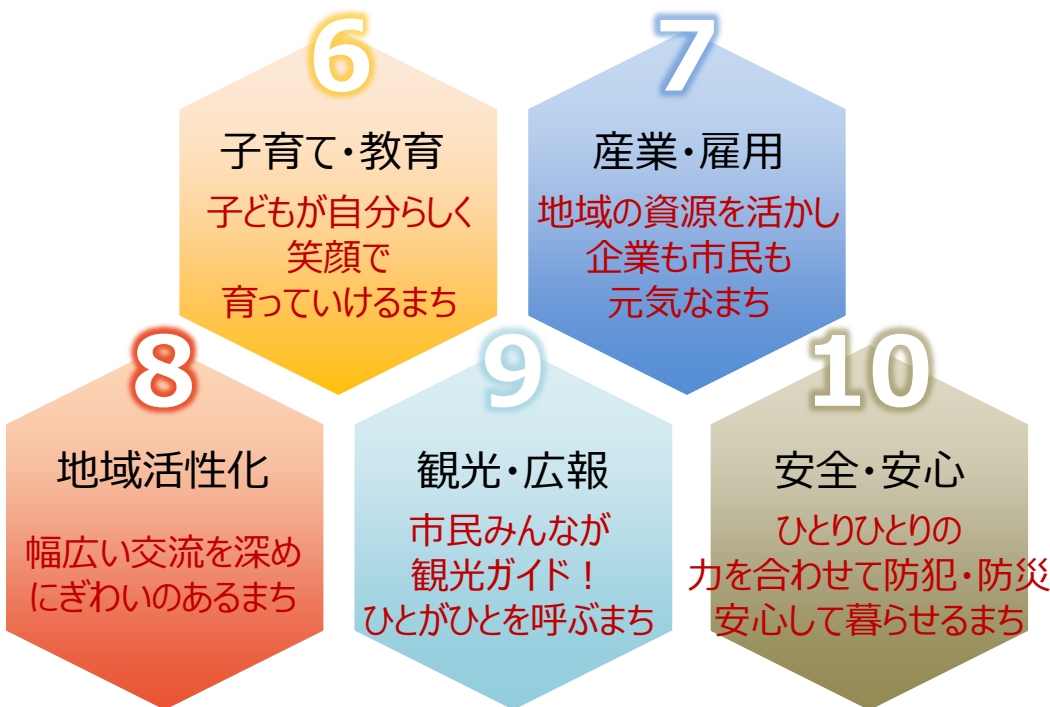 6
子育て・教育
子どもが自分らしく
笑顔で
育っていけるまち
7
産業・雇用
地域の資源を活かし
企業も市民も
元気なまち
8
地域活性化
幅広い交流を深め
にぎわいのあるまち
9
観光・広報
市民みんなが
観光ガイド！
ひとがひとを呼ぶまち
10
安全・安心
ひとりひとりの
力を合わせて防犯・防災
安心して暮らせるまち